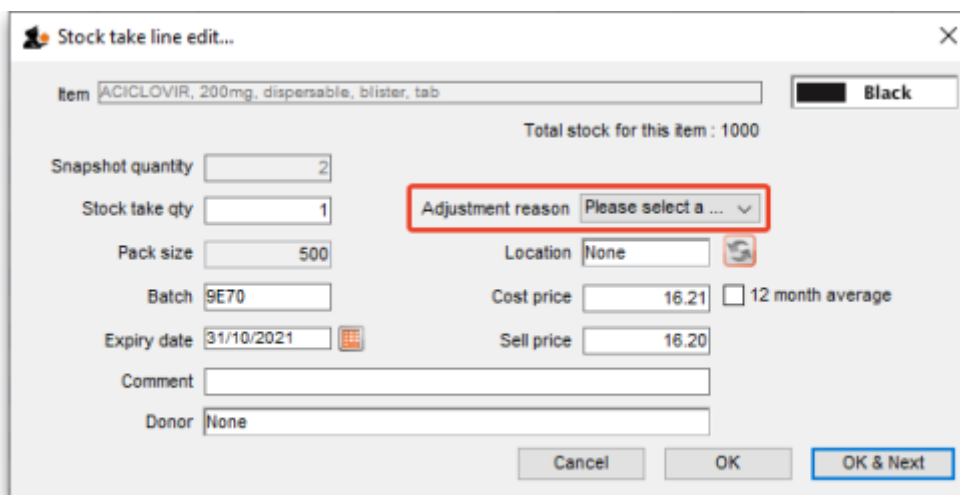 Stock take line edit...
Item ACICLOVIR, 200mg, dispersable, blister, tab Black
Total stock for this item : 1000
Snapshot quantity 2
Stock take qty 1 Adjustment reason Please select a ...
Pack size 500 Location None
Batch 9E70 Cost price 16.21 12 month average
Expiry date 31/10/2021 Sell price 16.20
Comment
Donor None
Cancel OK OK & Next